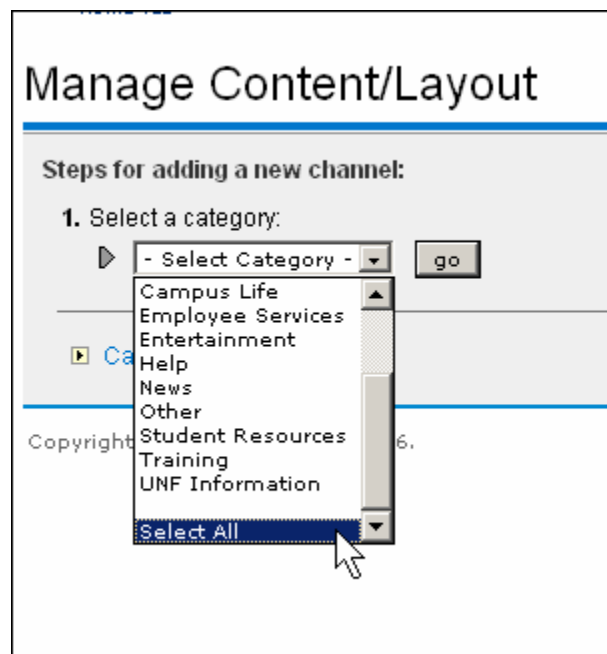 Manage Content/Layout
Steps for adding a new channel:
1. Select a category:
- Select Category -
go
Campus Life
Employee Services
Entertainment
Help
News
Other
Student Resources
Training
UNF Information
Select All
Ca
Copyright 6.